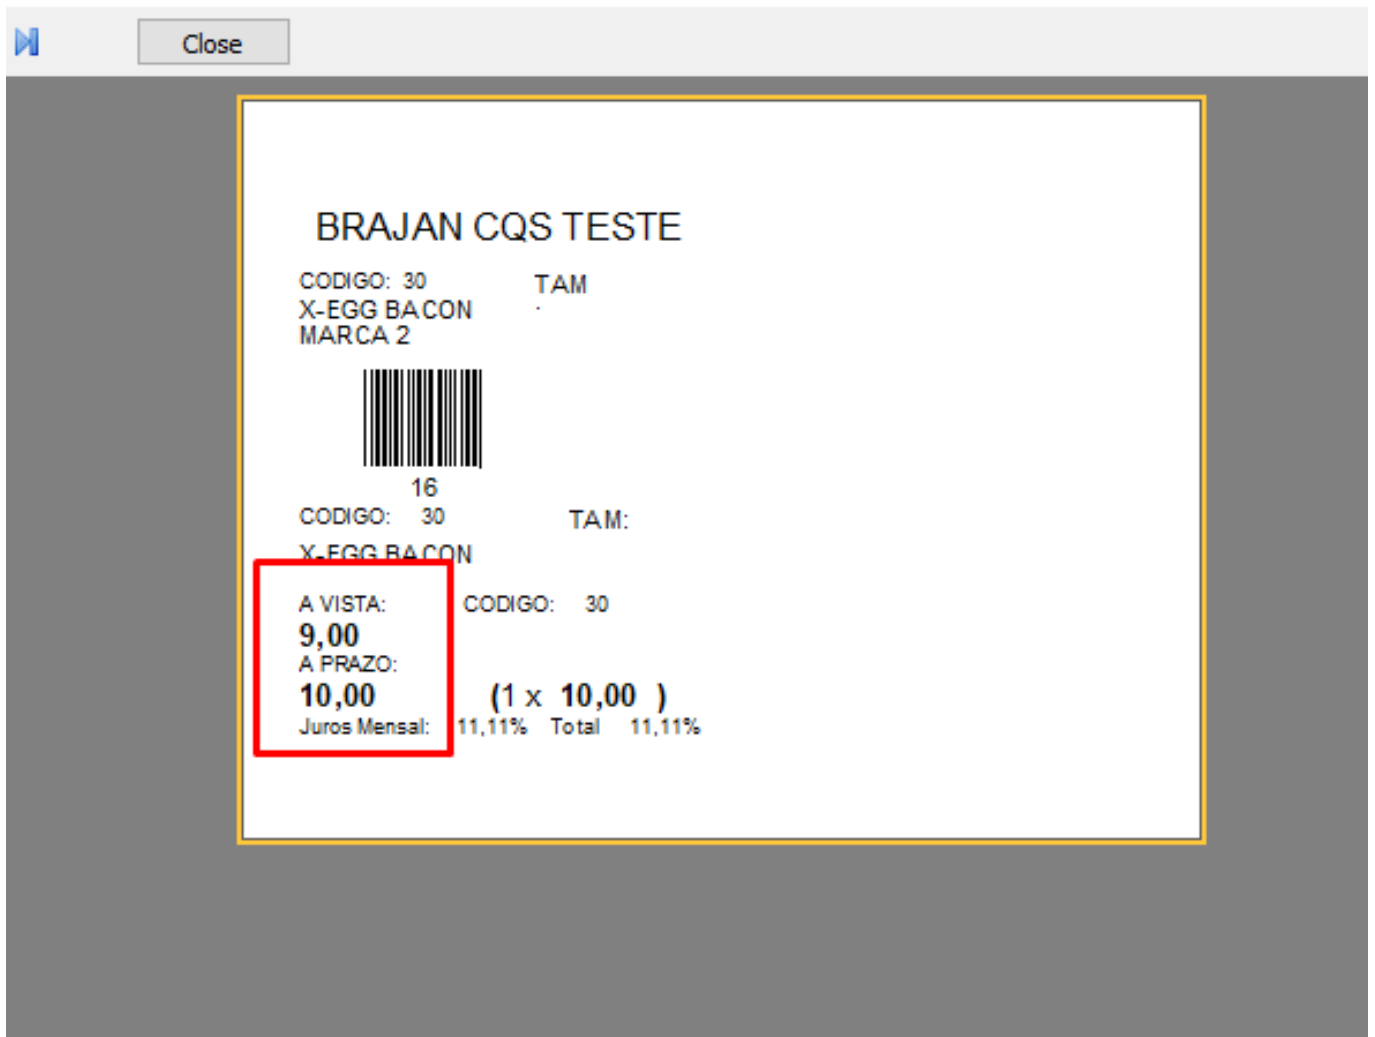 Close
BRAJAN CQS TESTE
CODIGO: 30 TAM
X-EGG BACON .
MARCA 2
16
CODIGO: 30 TAM:
X-EGG BACON
A VISTA: CODIGO: 30
9,00
A PRAZO:
10,00 (1 x 10,00 )
Juros Mensal: 11,11% Total 11,11%